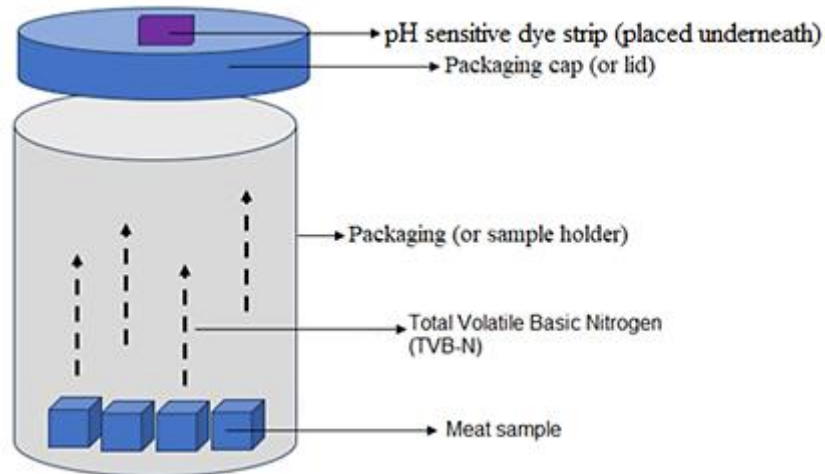 pH sensitive dye strip (placed underneath)
Packaging cap (or lid)
Packaging (or sample holder)
Total Volatile Basic Nitrogen
(TVB-N)
Meat sample